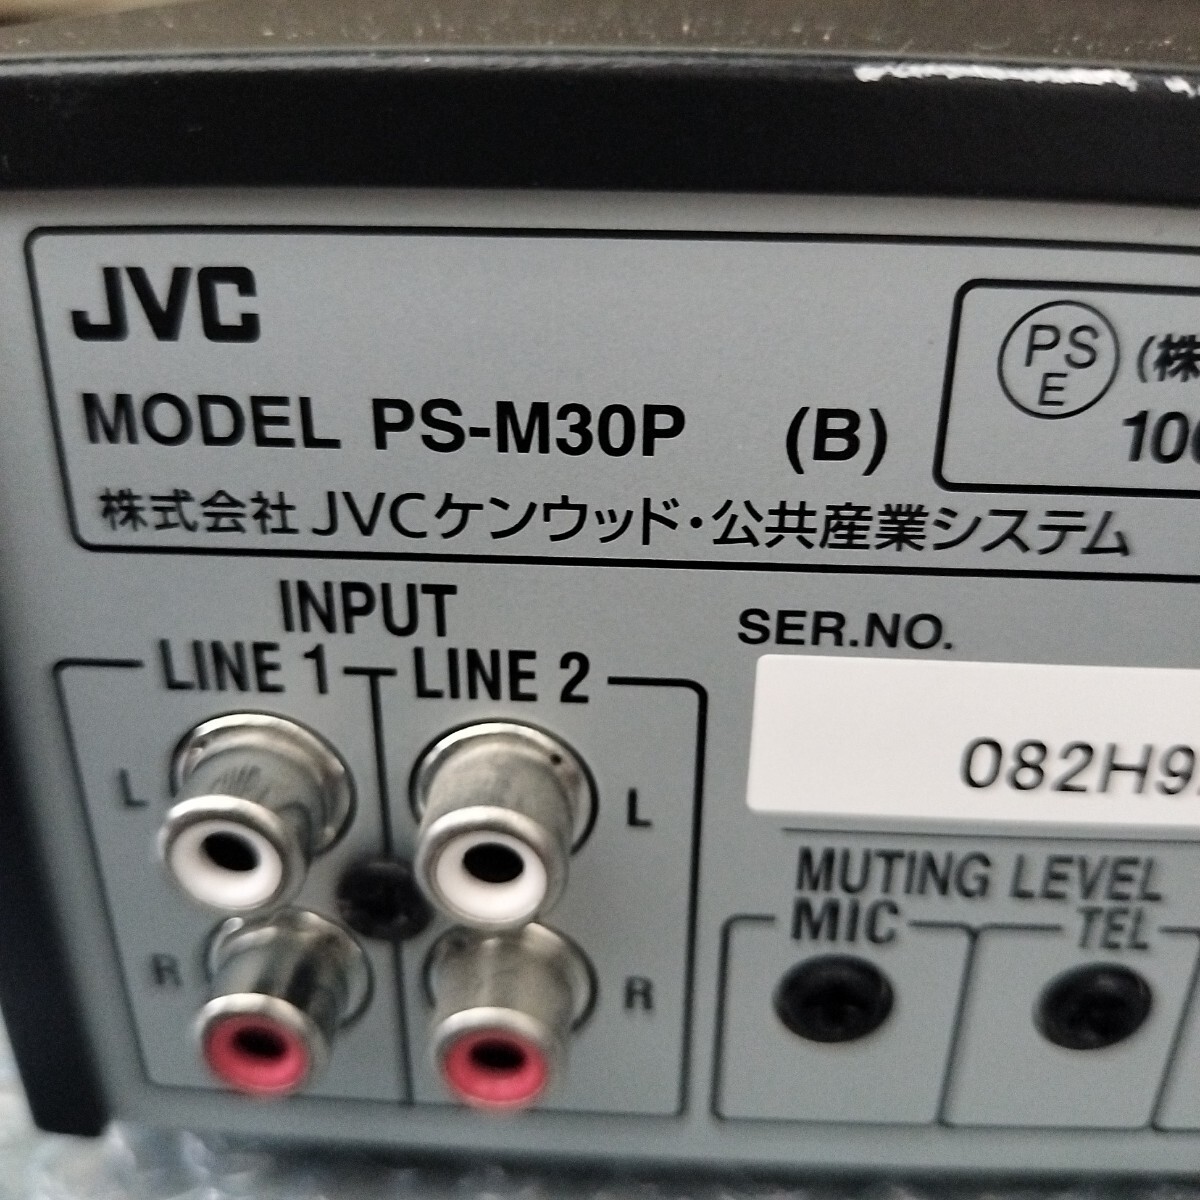 JVC
MODEL PS-M30P (B)
株式会社 JVCケンウッド・公共産業システム
PS
E
(株
100
INPUT
LINE 1 LINE 2
L L
R R
SER.NO.
082H9
MUTING LEVEL
MIC TEL